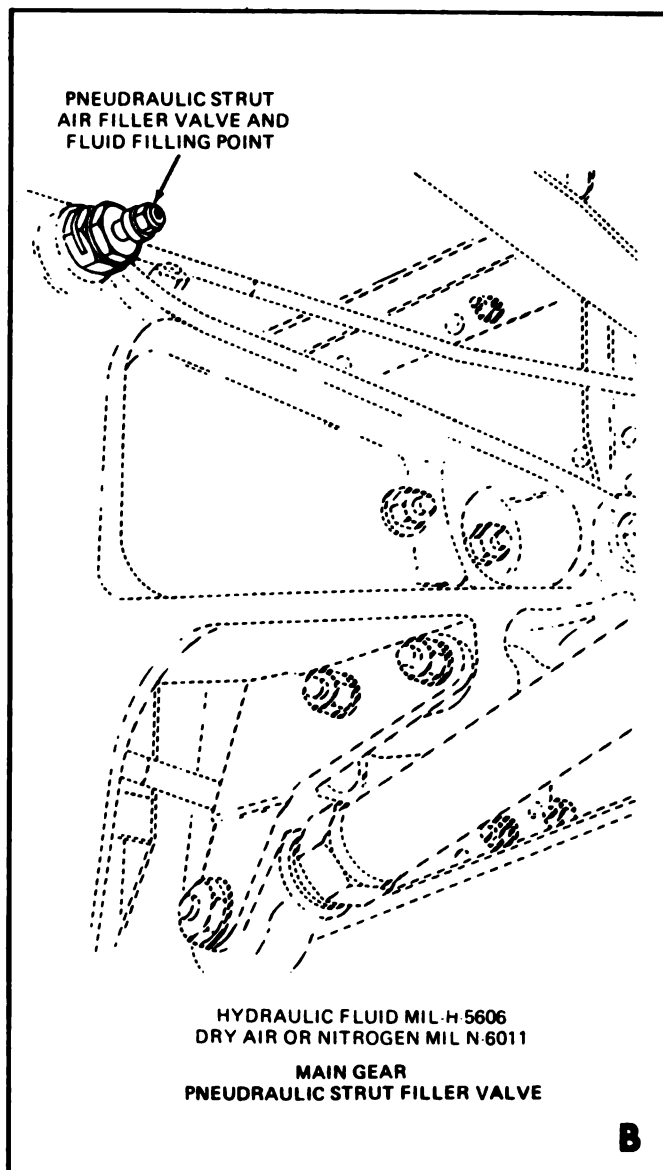 PNEUDRAULIC STRUT
AIR FILLER VALVE AND
FLUID FILLING POINT
HYDRAULIC FLUID MIL-H-5606
DRY AIR OR NITROGEN MIL N-6011
MAIN GEAR
PNEUDRAULIC STRUT FILLER VALVE
B